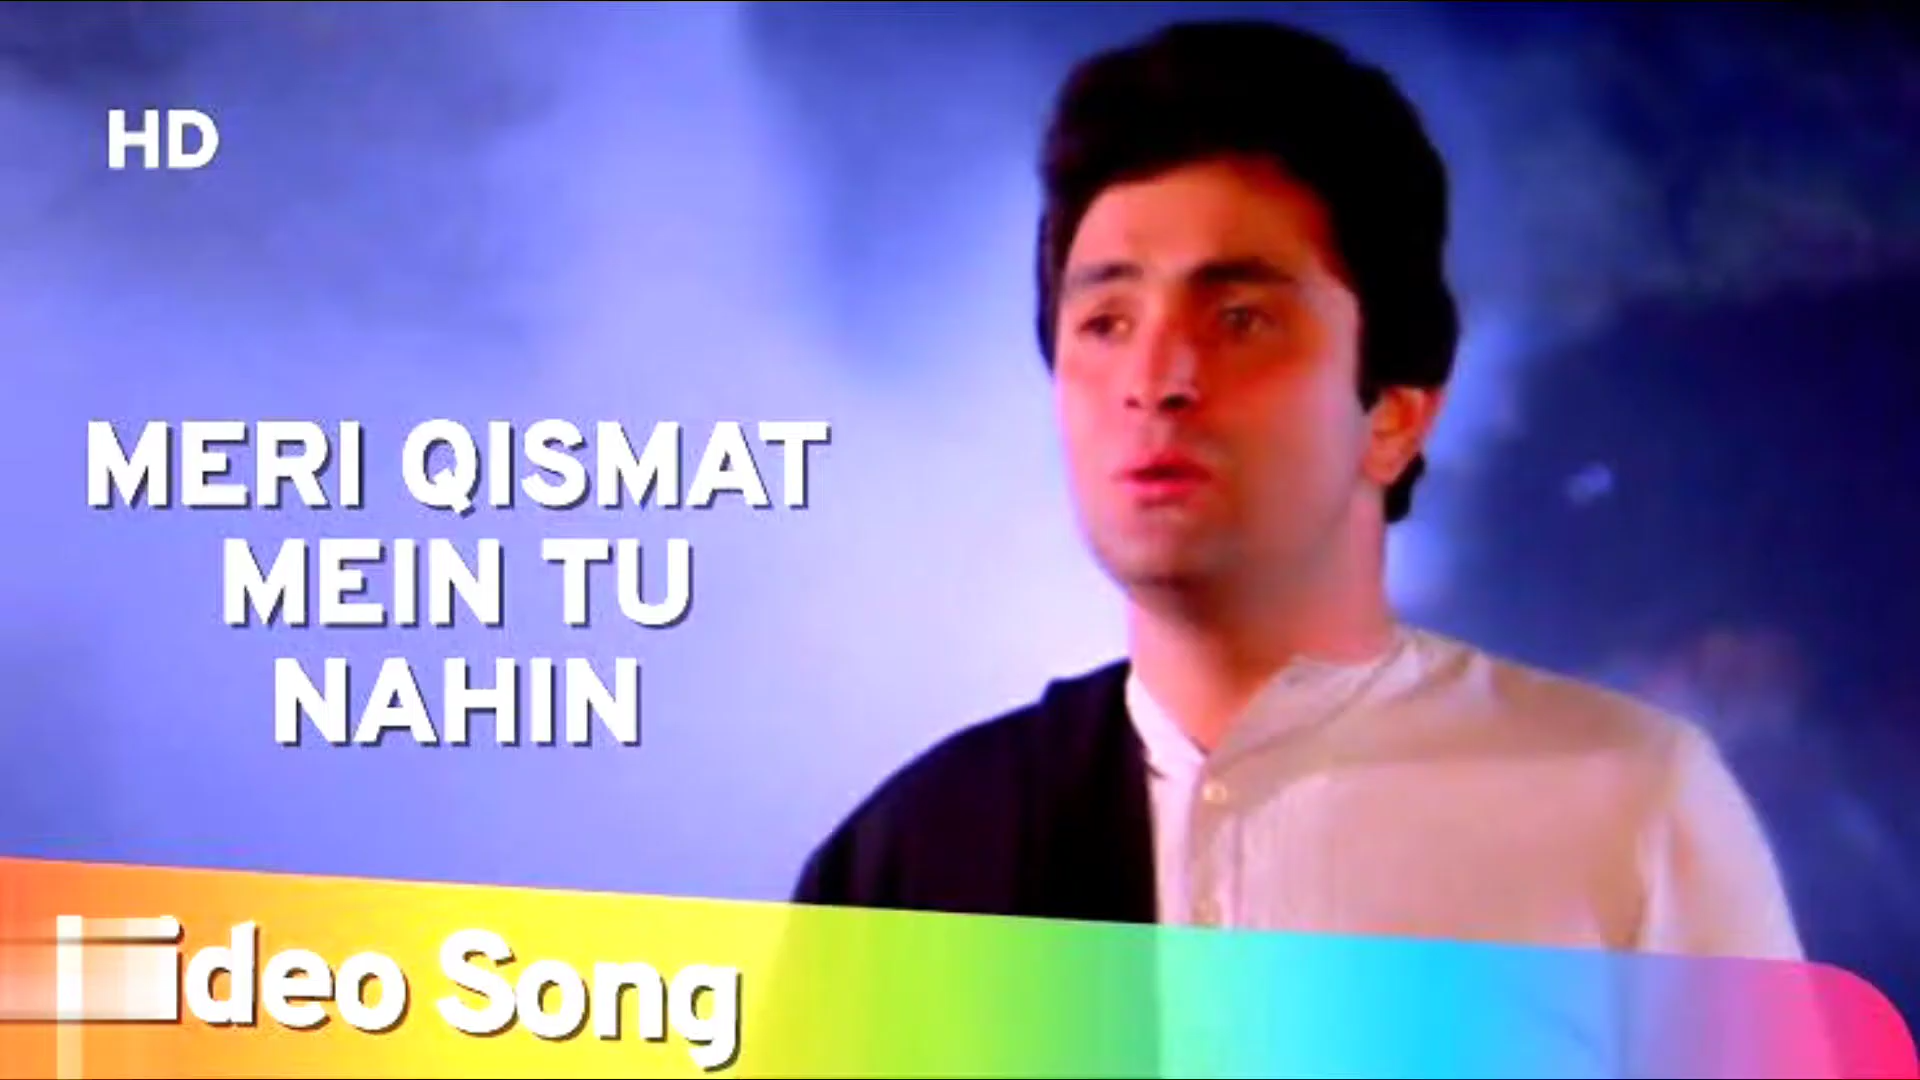 HD
MERI QISMAT
MEIN TU
NAHIN
ideo Song